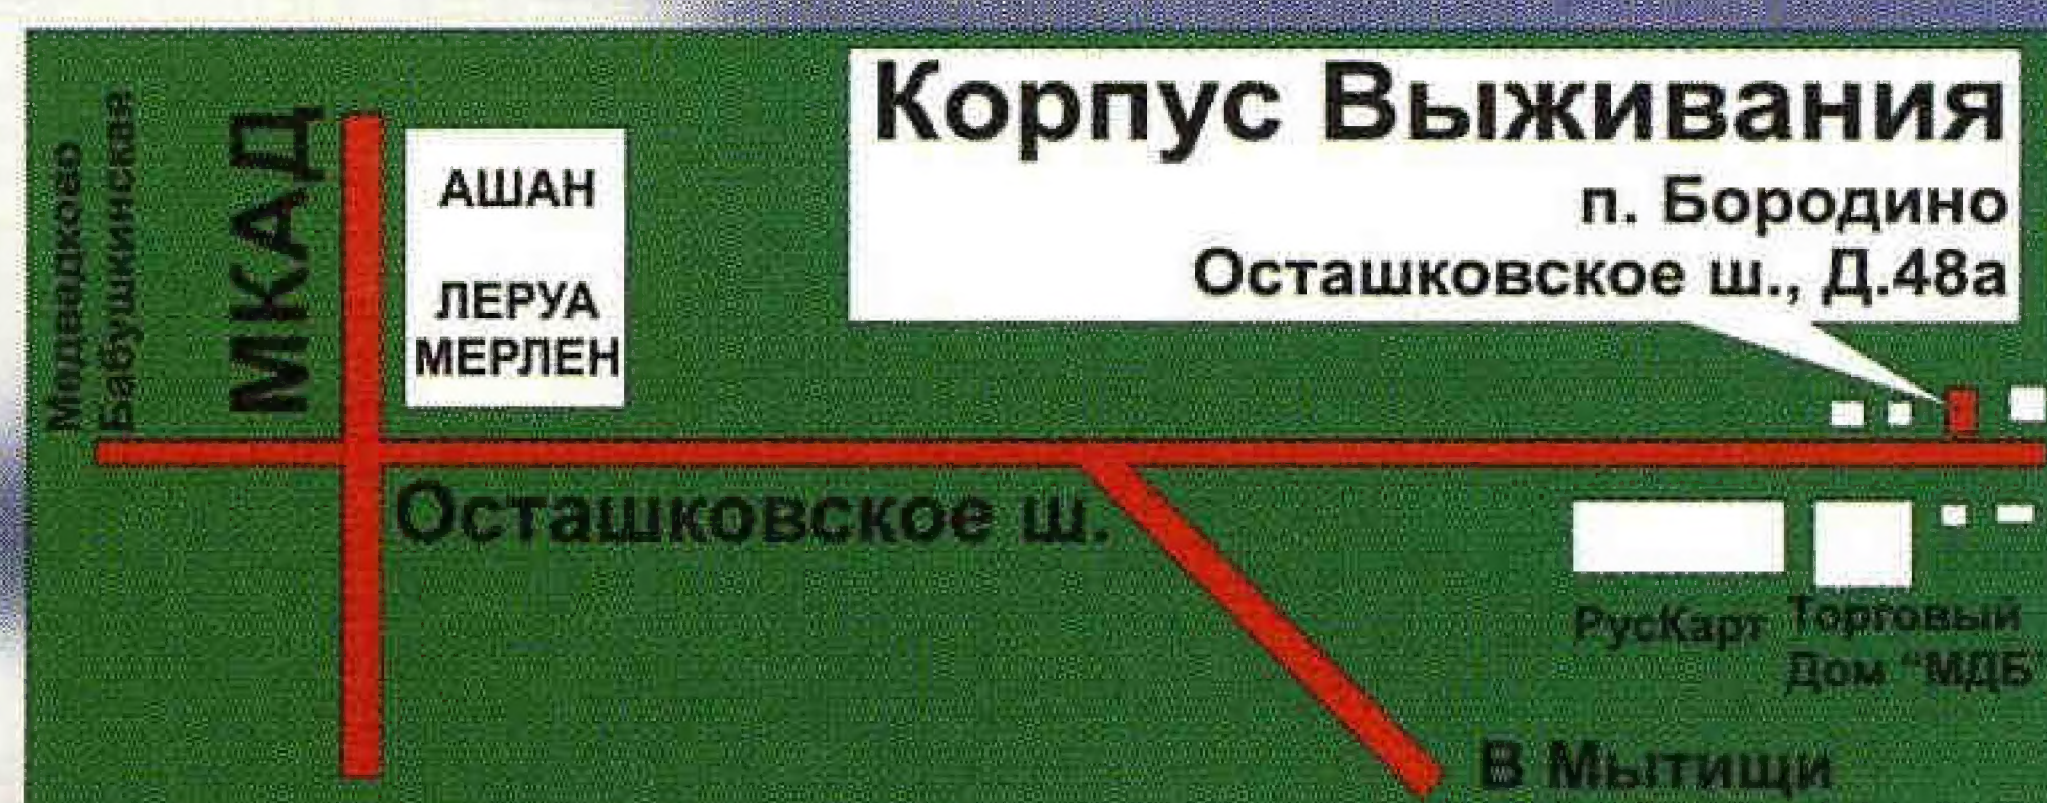 Медведково
Бабушкинская
МКАД
АШАН
ЛЕРУА
МЕРЛЕН
Корпус Выживания
п. Бородино
Осташковское ш., Д.48а
Осташковское ш.
РусКарт
Торговый
Дом "МДБ"
В Мытищи